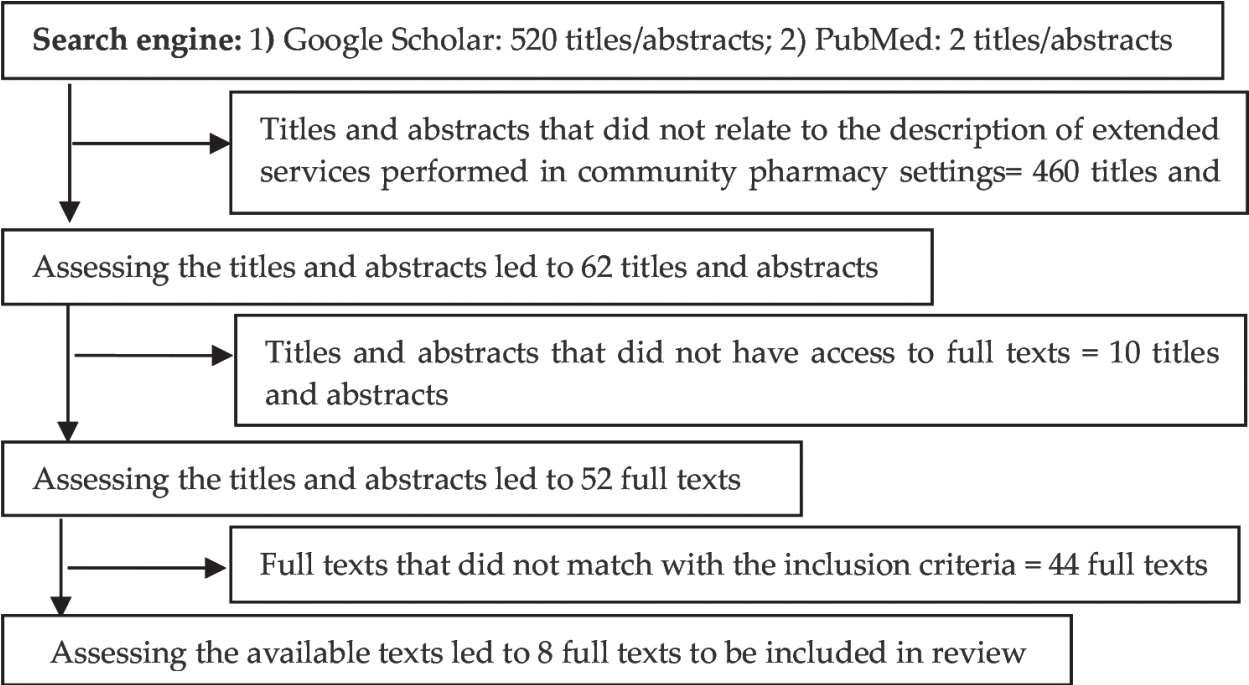 Search engine: 1) Google Scholar: 520 titles/abstracts; 2) PubMed: 2 titles/abstracts
Titles and abstracts that did not relate to the description of extended
services performed in community pharmacy settings= 460 titles and
Assessing the titles and abstracts led to 62 titles and abstracts
Titles and abstracts that did not have access to full texts = 10 titles
and abstracts
Assessing the titles and abstracts led to 52 full texts
Full texts that did not match with the inclusion criteria = 44 full texts
Assessing the available texts led to 8 full texts to be included in review